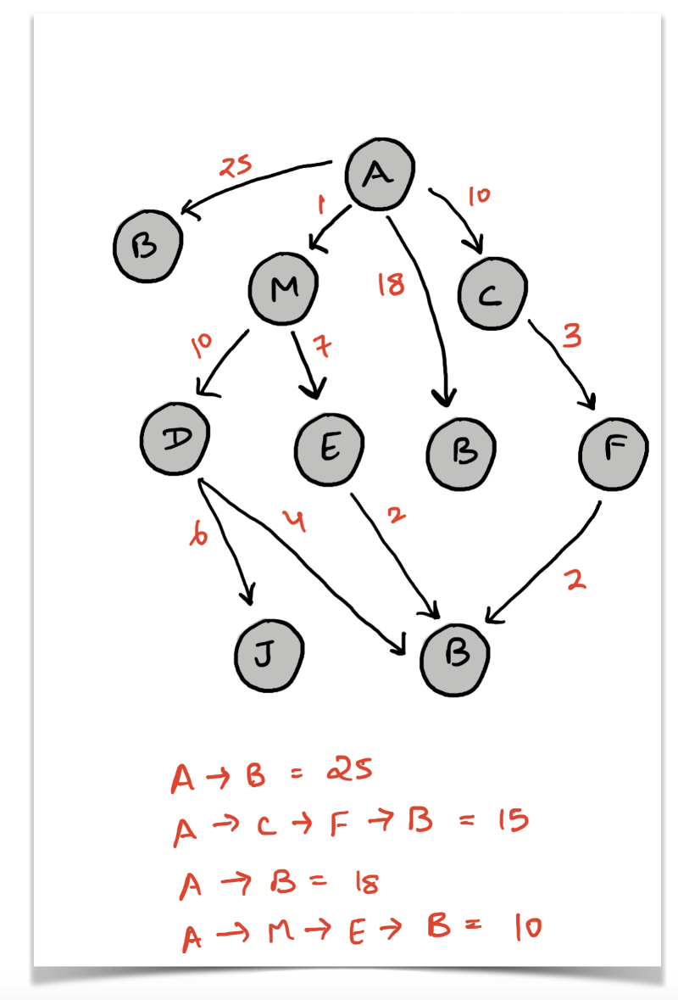 A
25
1
10
B
M
18
C
10
7
3
D
E
B
F
6
4
2
2
J
B
A → B = 25
A → C → F → B = 15
A → B = 18
A → M → E → B = 10